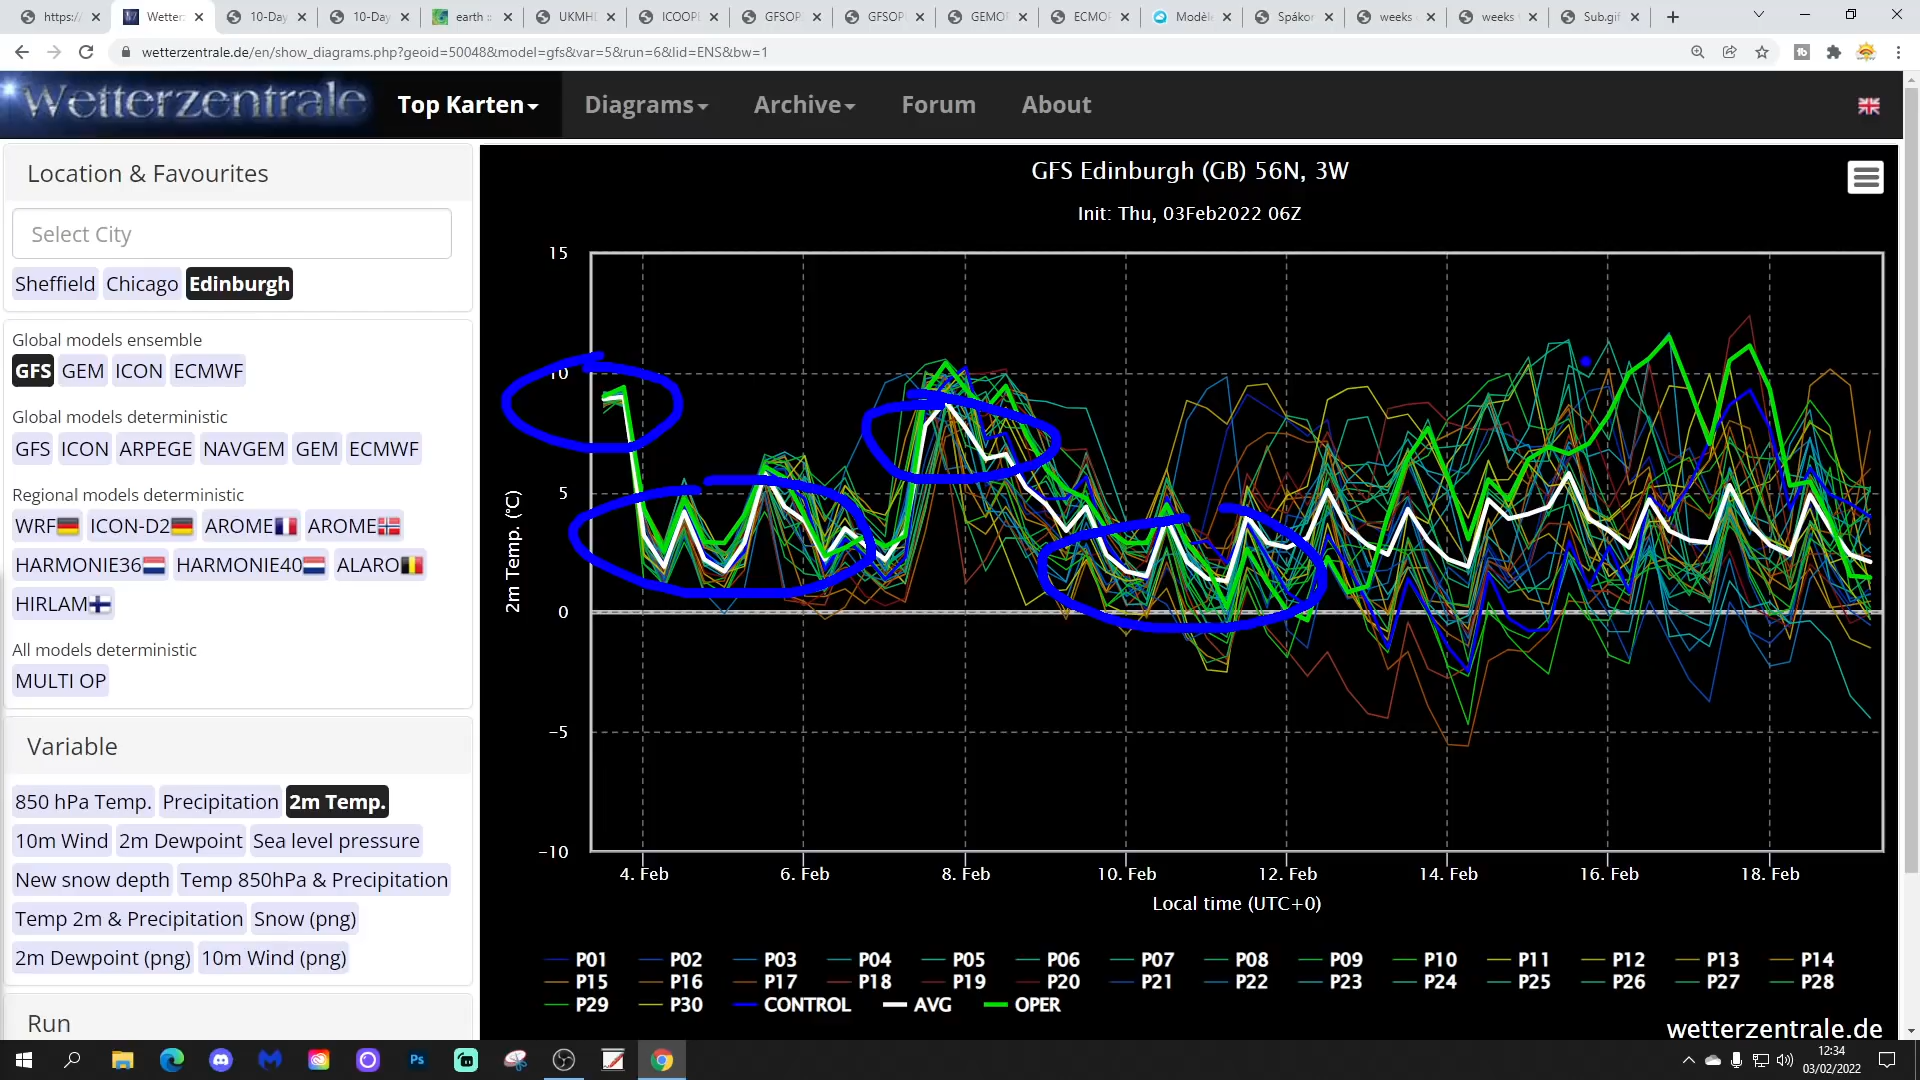 https:/
Wetter
10-Day
10-Day
earth ::
UKMHI
ICOOPI
GFSOP
GFSOP
GEMOP
ECMOP
Modèle
Spákor
weeks
weeks
Sub.gif
wetterzentrale.de/en/show_diagrams.php?geoid=50048&model=gfs&var=5&run=6&lid=ENS&bw=1
Wetterzentrale Top Karten Diagrams Archive Forum About
Location & Favourites
Select City
Sheffield Chicago Edinburgh
Global models ensemble
GFS GEM ICON ECMWF
Global models deterministic
GFS ICON ARPEGE NAVGEM GEM ECMWF
Regional models deterministic
WRF ICON-D2 AROME AROME
HARMONIE36 HARMONIE40 ALARO
HIRLAM
All models deterministic
MULTI OP
Variable
850 hPa Temp. Precipitation 2m Temp.
10m Wind 2m Dewpoint Sea level pressure
New snow depth Temp 850hPa & Precipitation
Temp 2m & Precipitation Snow (png)
2m Dewpoint (png) 10m Wind (png)
Run
GFS Edinburgh (GB) 56N, 3W
Init: Thu, 03Feb2022 06Z
2m Temp. (°C)
15
10
5
0
-5
-10
4. Feb 6. Feb 8. Feb 10. Feb 12. Feb 14. Feb 16. Feb 18. Feb
Local time (UTC+0)
P01 P02 P03 P04 P05 P06 P07 P08 P09 P10 P11 P12 P13 P14
P15 P16 P17 P18 P19 P20 P21 P22 P23 P24 P25 P26 P27 P28
P29 P30 CONTROL AVG OPER
wetterzentrale.de
Ps
12:34
03/02/2022